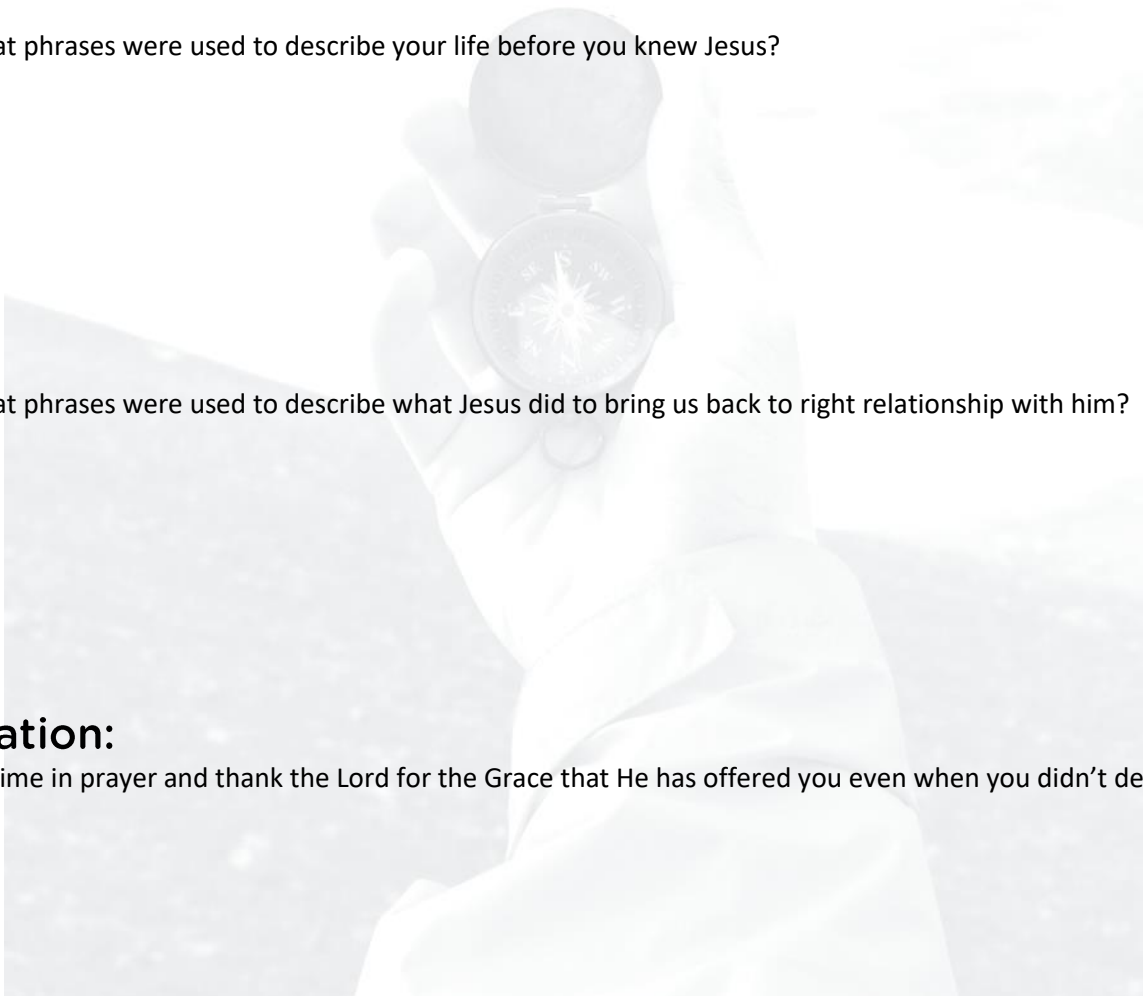 at phrases were used to describe your life before you knew Jesus?
at phrases were used to describe what Jesus did to bring us back to right relationship with him?
ation:
ime in prayer and thank the Lord for the Grace that He has offered you even when you didn’t de